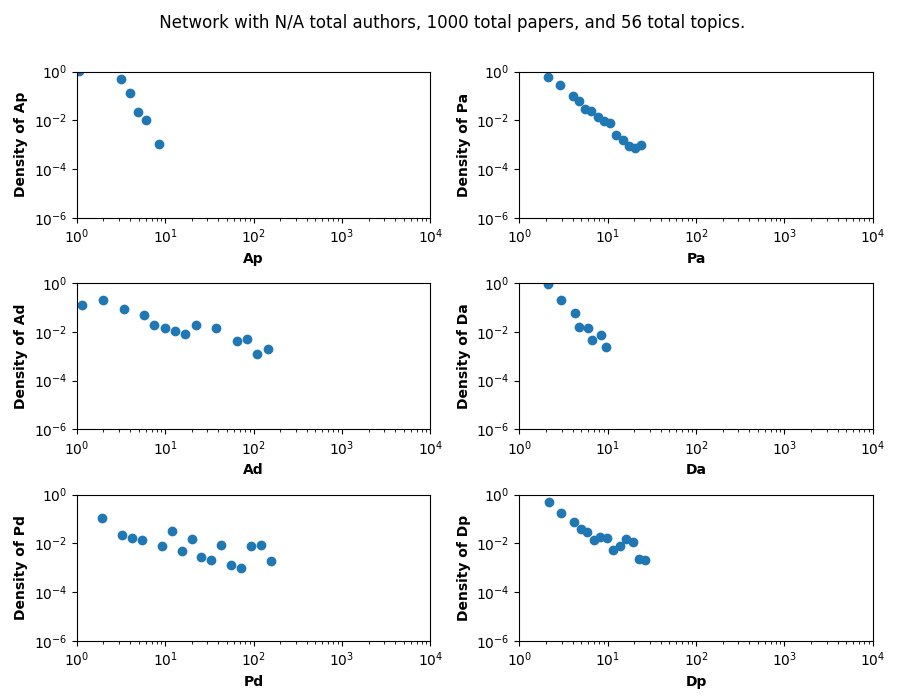 Network with N/A total authors, 1000 total papers, and 56 total topics.
Density of Ap
10^0
10^-2
10^-4
10^-6
10^0 10^1 10^2 10^3 10^4
Ap
Density of Pa
10^0
10^-2
10^-4
10^-6
10^0 10^1 10^2 10^3 10^4
Pa
Density of Ad
10^0
10^-2
10^-4
10^-6
10^0 10^1 10^2 10^3 10^4
Ad
Density of Da
10^0
10^-2
10^-4
10^-6
10^0 10^1 10^2 10^3 10^4
Da
Density of Pd
10^0
10^-2
10^-4
10^-6
10^0 10^1 10^2 10^3 10^4
Pd
Density of Dp
10^0
10^-2
10^-4
10^-6
10^0 10^1 10^2 10^3 10^4
Dp